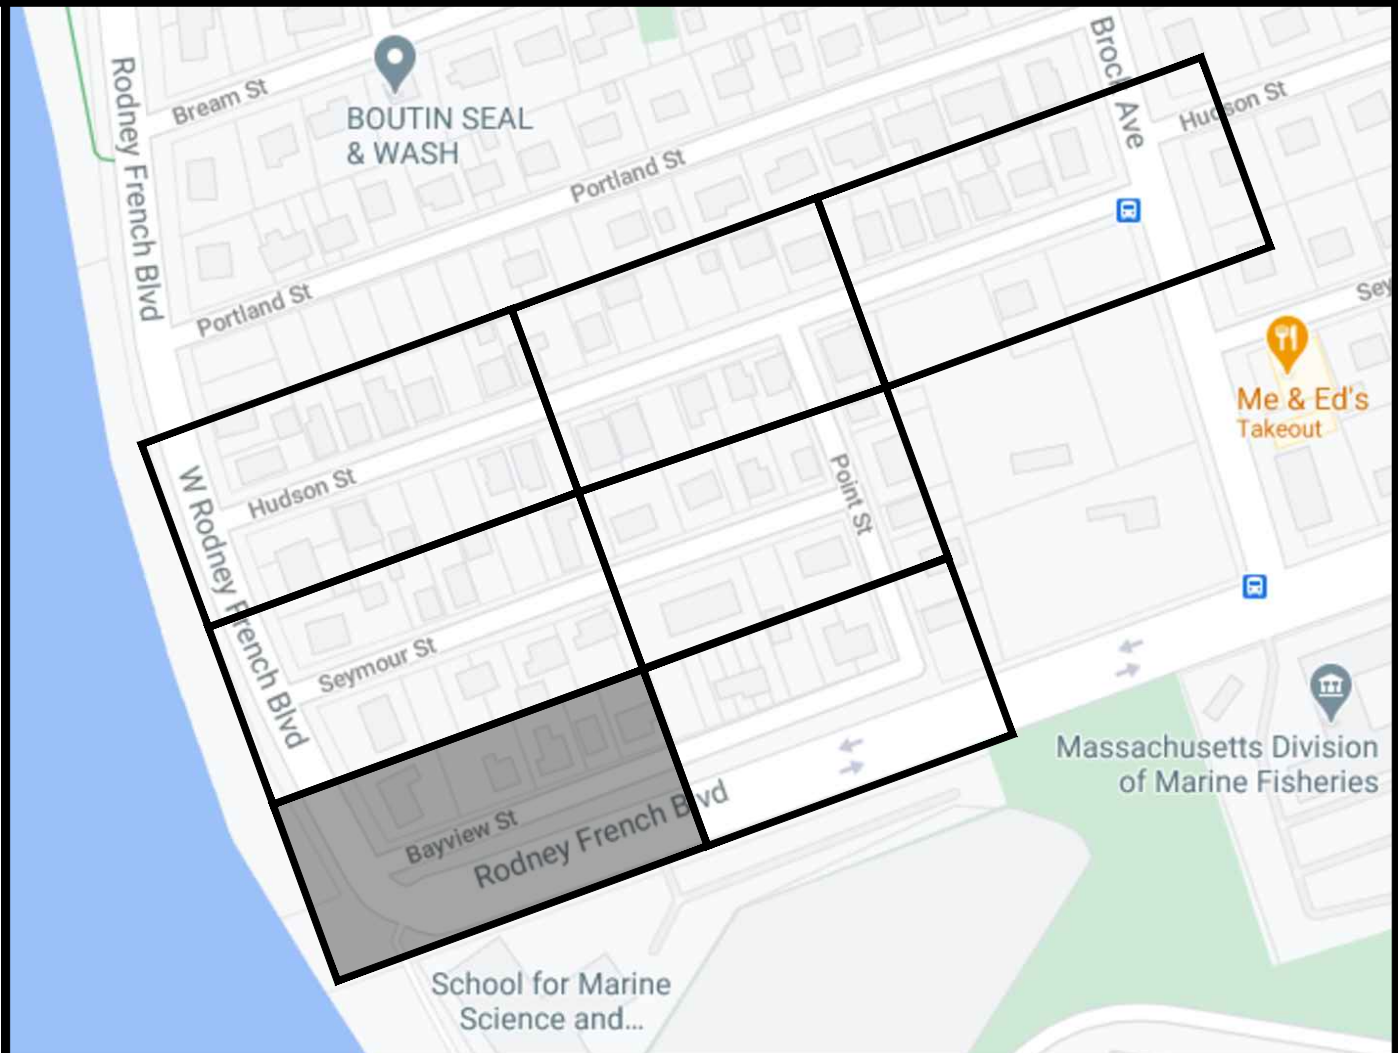 Rodney French Blvd
Bream St
BOUTIN SEAL
& WASH
Brock Ave
Hudson St
Portland St
Portland St
Sey
Me & Ed's
Takeout
W Rodney French Blvd
Hudson St
Point St
Seymour St
Massachusetts Division
of Marine Fisheries
Bayview St
Rodney French Blvd
School for Marine
Science and...